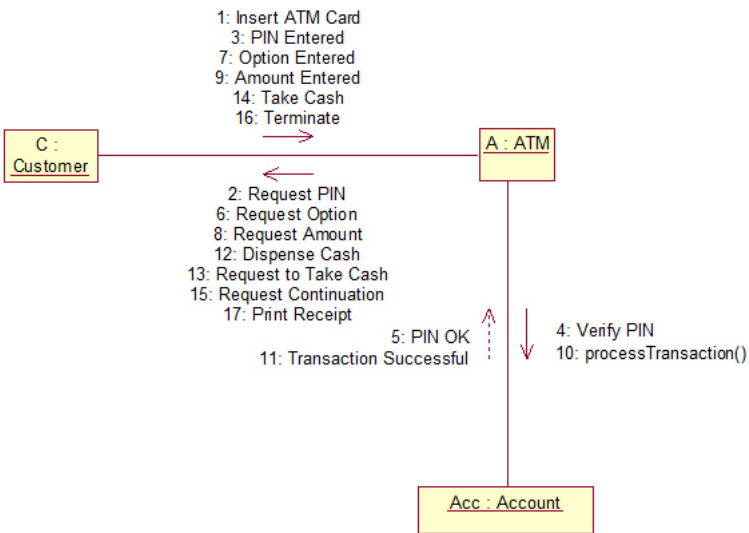 1: Insert ATM Card
3: PIN Entered
7: Option Entered
9: Amount Entered
14: Take Cash
16: Terminate
C :
Customer
A : ATM
2: Request PIN
6: Request Option
8: Request Amount
12: Dispense Cash
13: Request to Take Cash
15: Request Continuation
17: Print Receipt
5: PIN OK
11: Transaction Successful
4: Verify PIN
10: processTransaction()
Acc : Account